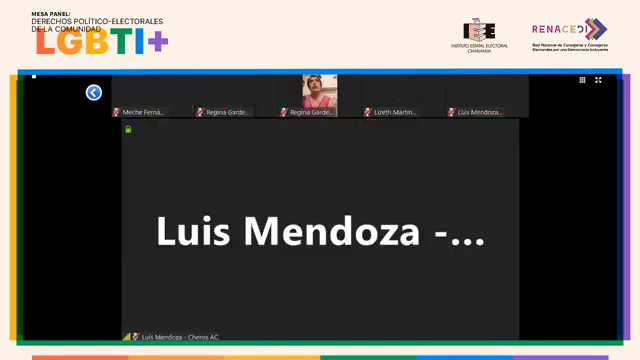 MESA PANEL:
DERECHOS POLÍTICO-ELECTORALES
DE LA COMUNIDAD
LGBTI+
IEE
INSTITUTO ESTATAL ELECTORAL
CHIHUAHUA
RENACEDI
Red Nacional de Consejeras y Consejeros
Electorales por una Democracia Incluyente
Meche Ferná...
Regina Garde...
Regina Garde...
Lizeth Martín...
Luis Mendoza...
Luis Mendoza -...
Luis Mendoza - Cheros AC